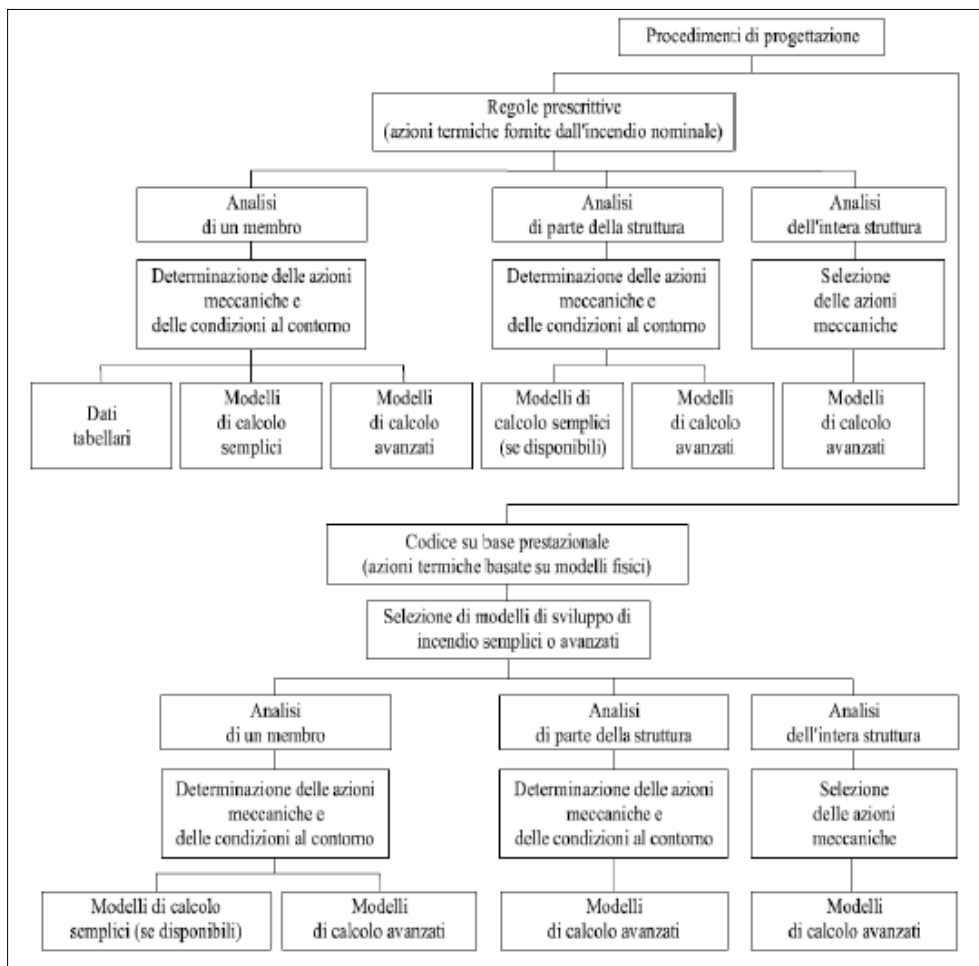 Procedimenti di progettazione
Regole prescrittive
(azioni termiche fornite dall'incendio nominale)
Analisi
di un membro
Analisi
di parte della struttura
Analisi
dell'intera struttura
Determinazione delle azioni
meccaniche e
delle condizioni al contorno
Determinazione delle azioni
meccaniche e
delle condizioni al contorno
Selezione
delle azioni
meccaniche
Dati
tabellari
Modelli
di calcolo
semplici
Modelli
di calcolo
avanzati
Modelli di
calcolo semplici
(se disponibili)
Modelli
di calcolo
avanzati
Modelli
di calcolo
avanzati
Codice su base prestazionale
(azioni termiche basate su modelli fisici)
Selezione di modelli di sviluppo di
incendio semplici o avanzati
Analisi
di un membro
Analisi
di parte della struttura
Analisi
dell'intera struttura
Determinazione delle azioni
meccaniche e
delle condizioni al contorno
Determinazione delle azioni
meccaniche e
delle condizioni al contorno
Selezione
delle azioni
meccaniche
Modelli di calcolo
semplici (se disponibili)
Modelli
di calcolo avanzati
Modelli
di calcolo avanzati
Modelli
di calcolo avanzati